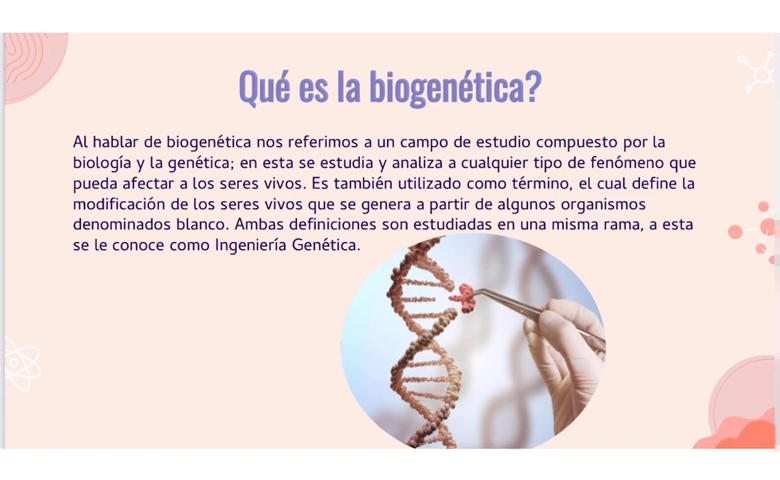 Qué es la biogenética?
Al hablar de biogenética nos referimos a un campo de estudio compuesto por la
biología y la genética; en esta se estudia y analiza a cualquier tipo de fenómeno que
pueda afectar a los seres vivos. Es también utilizado como término, el cual define la
modificación de los seres vivos que se genera a partir de algunos organismos
denominados blanco. Ambas definiciones son estudiadas en una misma rama, a esta
se le conoce como Ingeniería Genética.